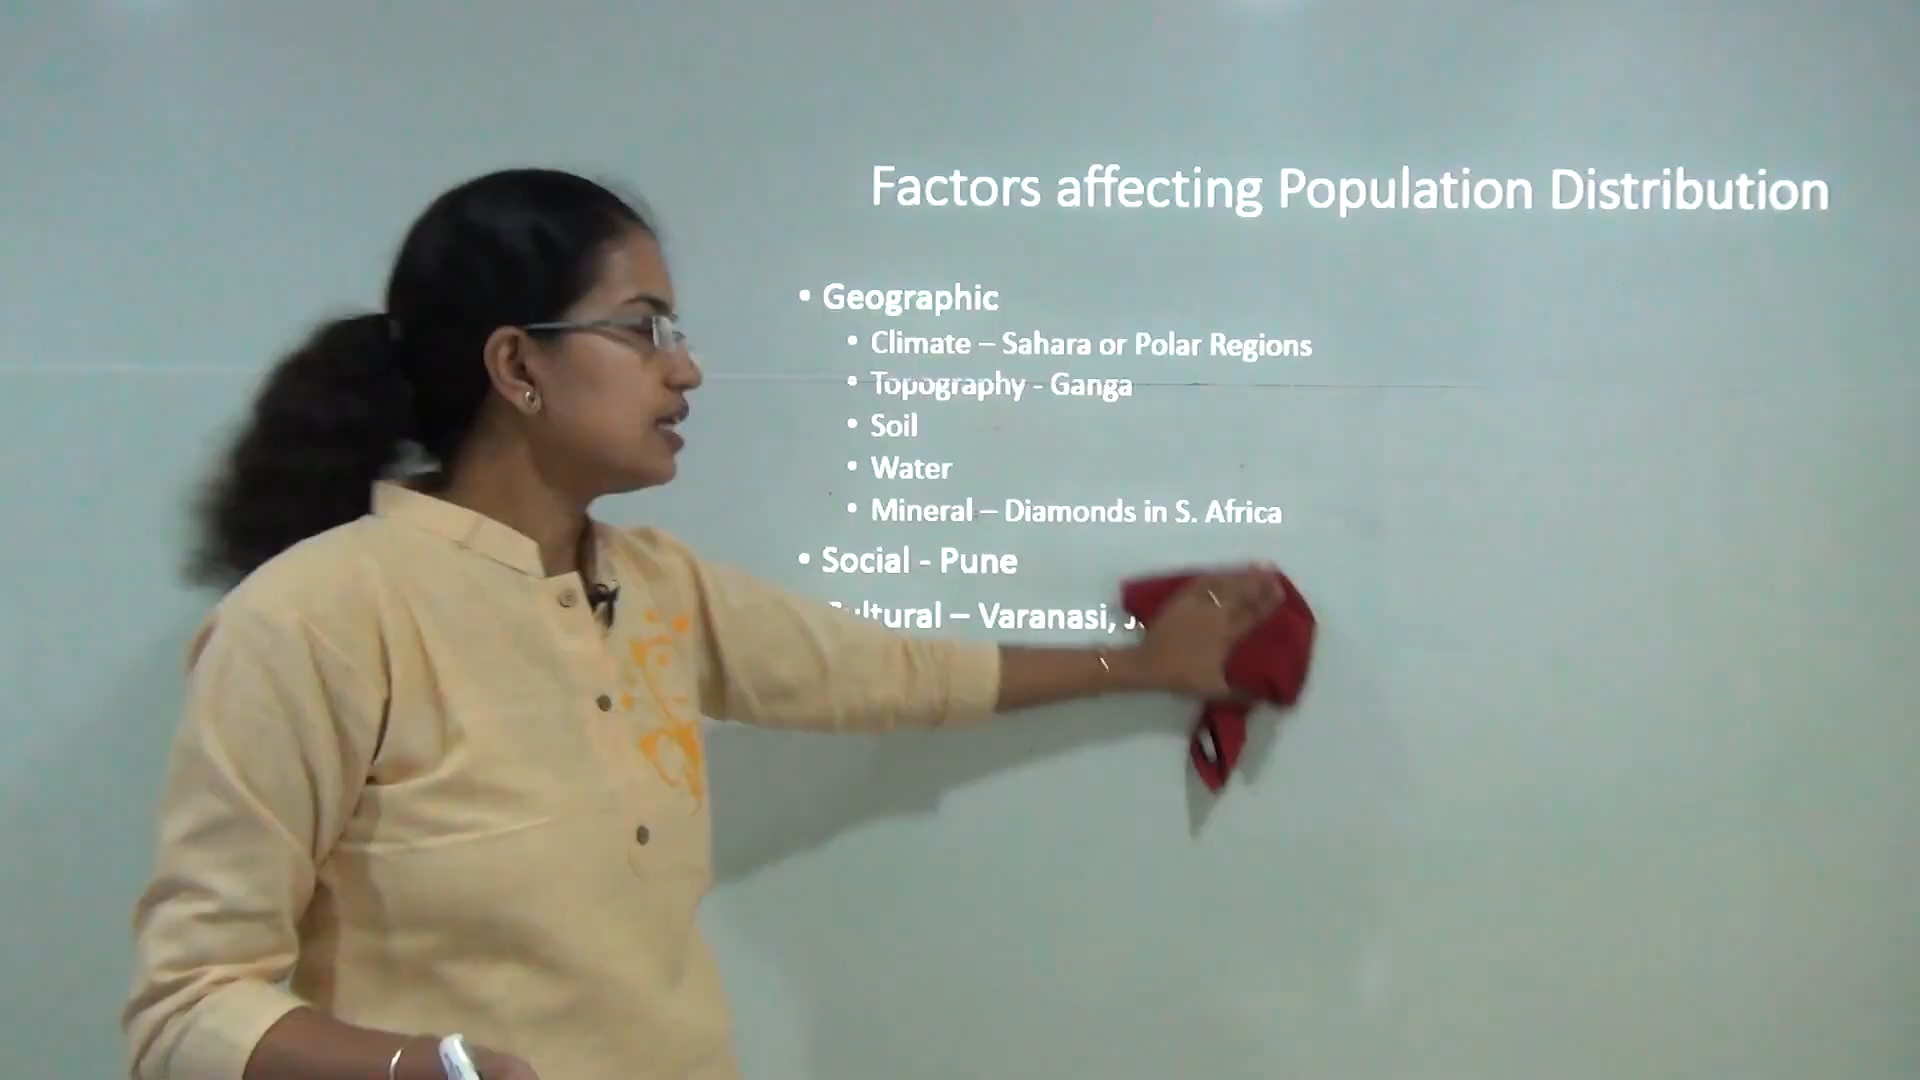 Factors affecting Population Distribution
• Geographic
• Climate – Sahara or Polar Regions
• Topography - Ganga
• Soil
• Water
• Mineral – Diamonds in S. Africa
• Social - Pune
Cultural – Varanasi,